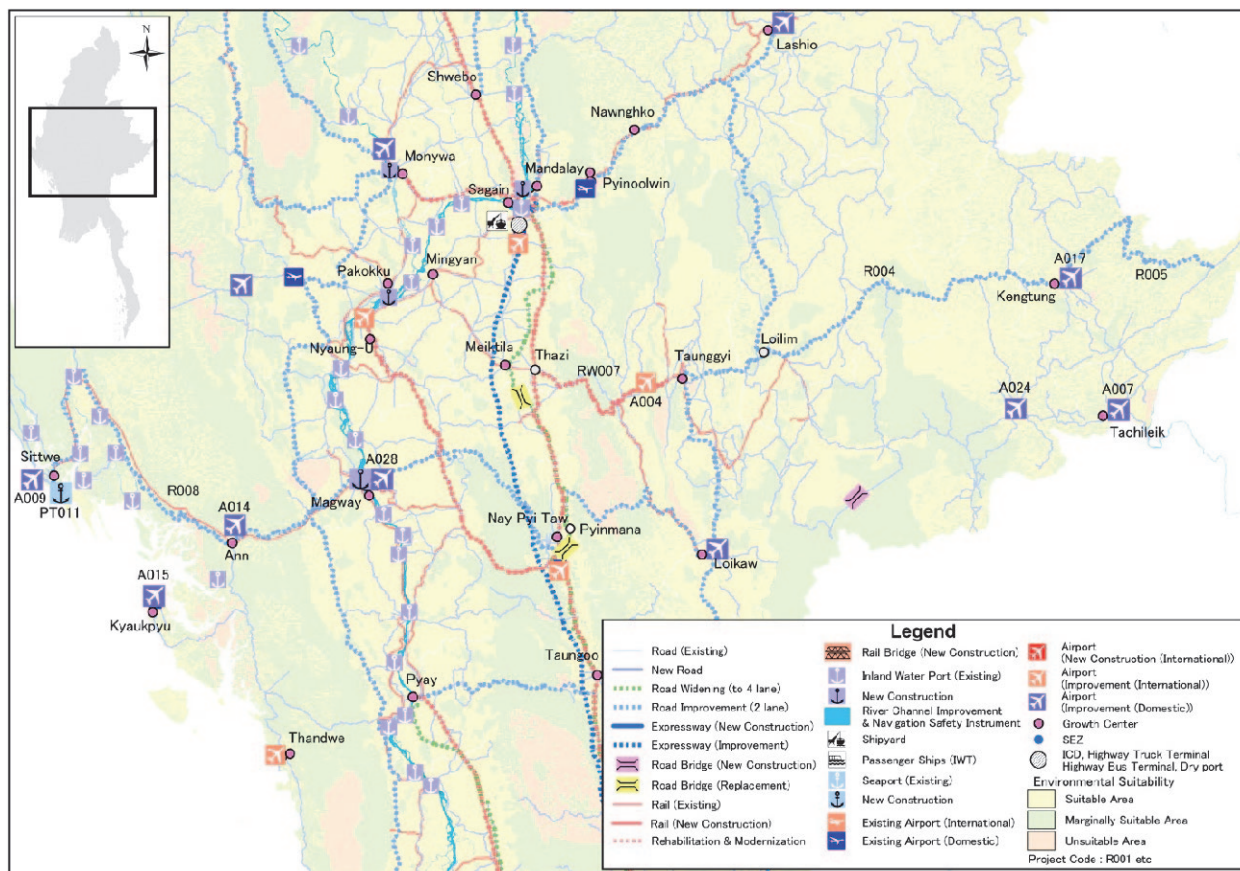 N
Lashio
Shwebo
Nawnghko
Monywa
Mandalay
Pyinoolwin
Sagain
Mingyan
Pakokku
A017
R004
R005
Kengtung
Nyaung-U
Meiktila
Thazi
Loilim
Taunggyi
RW007
A004
A024
A007
Tachileik
Sittwe
A009
PT011
R008
A014
A028
Magway
Ann
Nay Pyi Taw
Pyinmana
Loikaw
A015
Kyaukpyu
Taungoo
Pyay
Thandwe
Legend
Road (Existing)
New Road
Road Widening (to 4 lane)
Road Improvement (2 lane)
Expressway (New Construction)
Expressway (Improvement)
Road Bridge (New Construction)
Road Bridge (Replacement)
Rail (Existing)
Rail (New Construction)
Rehabilitation & Modernization
Rail Bridge (New Construction)
Inland Water Port (Existing)
New Construction
River Channel Improvement
& Navigation Safety Instrument
Shipyard
Passenger Ships (IWT)
Seaport (Existing)
New Construction
Existing Airport (International)
Existing Airport (Domestic)
Airport
(New Construction (International))
Airport
(Improvement (International))
Airport
(Improvement (Domestic))
Growth Center
SEZ
ICD, Highway Truck Terminal
Highway Bus Terminal, Dry port
Environmental Suitability
Suitable Area
Marginally Suitable Area
Unsuitable Area
Project Code : R001 etc